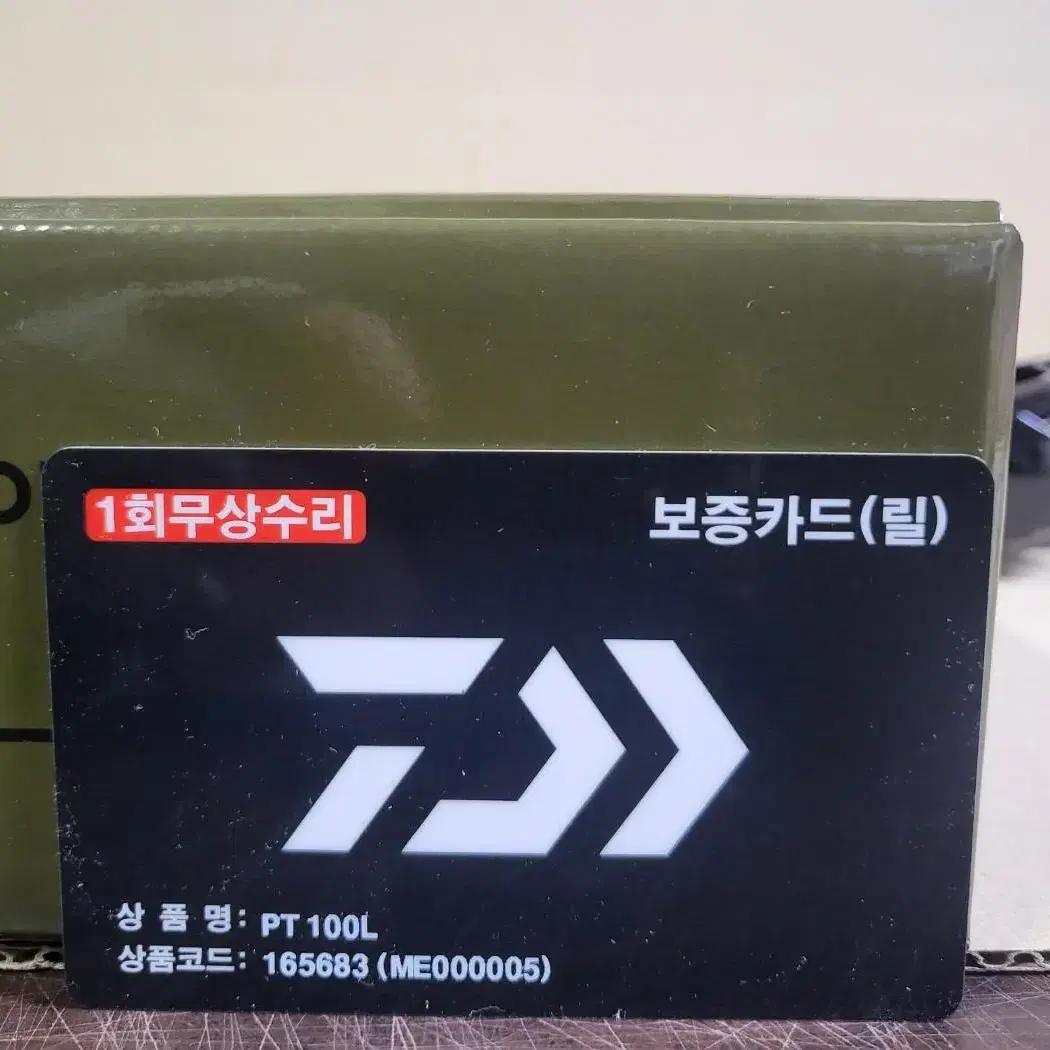 1회무상수리
보증카드(릴)
상 품 명: PT 100L
상품코드: 165683 (ME000005)